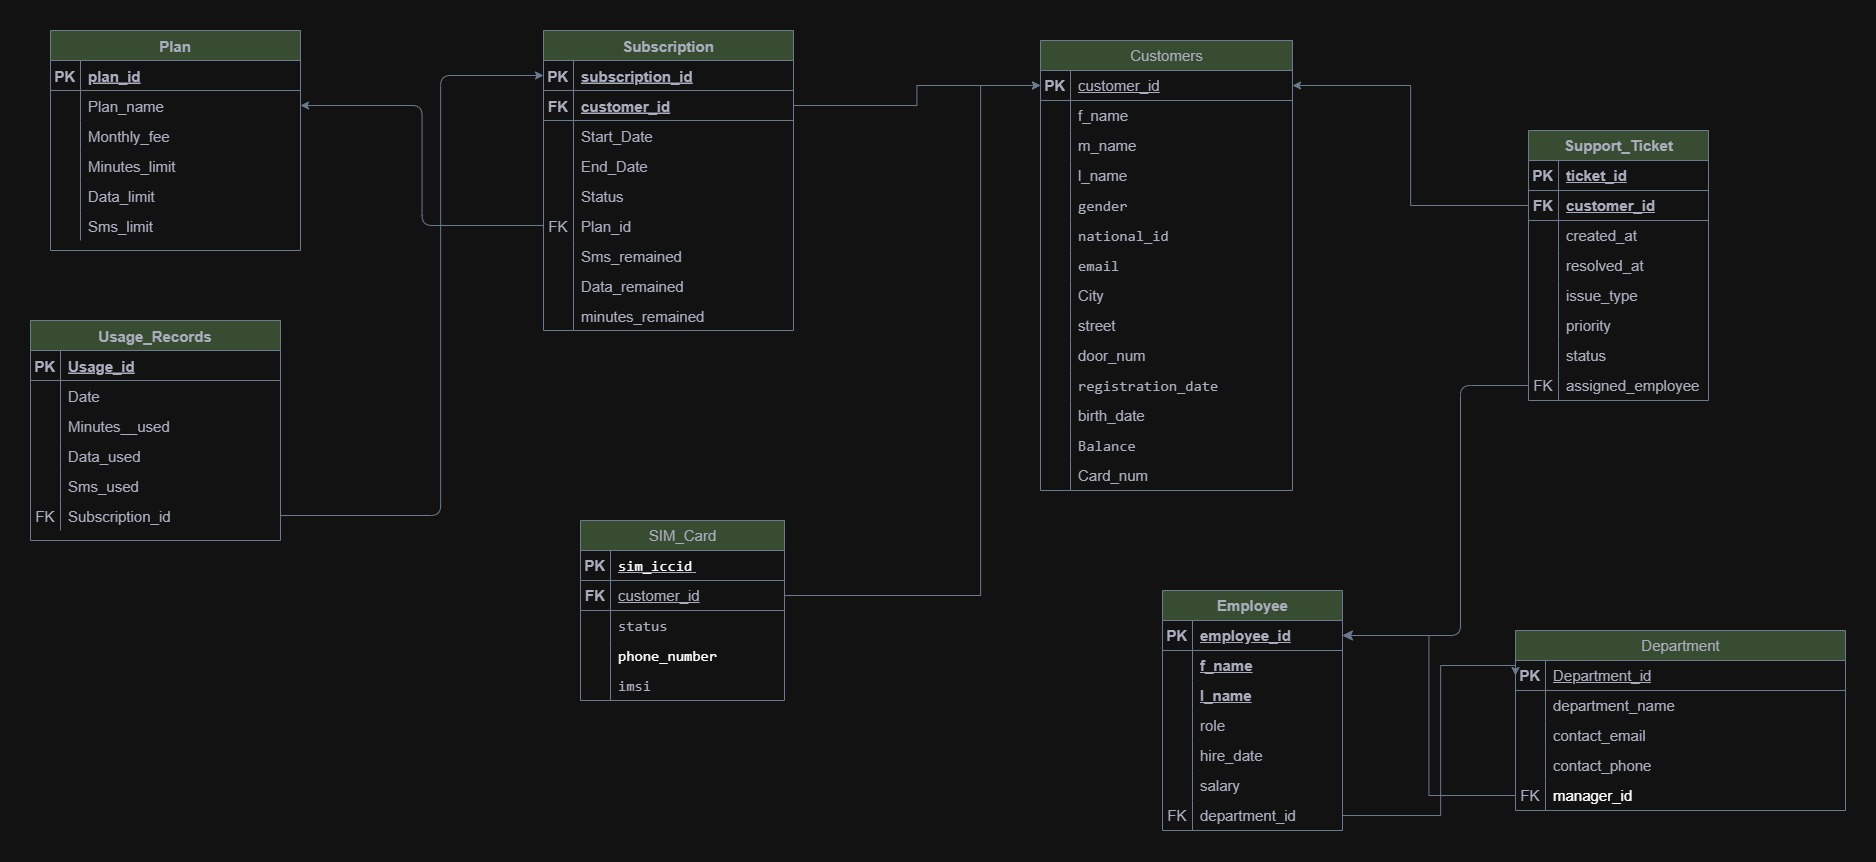 Plan
PK plan_id
Plan_name
Monthly_fee
Minutes_limit
Data_limit
Sms_limit
Subscription
PK subscription_id
FK customer_id
Start_Date
End_Date
Status
FK Plan_id
Sms_remained
Data_remained
minutes_remained
Customers
PK customer_id
f_name
m_name
l_name
gender
national_id
email
City
street
door_num
registration_date
birth_date
Balance
Card_num
Support_Ticket
PK ticket_id
FK customer_id
created_at
resolved_at
issue_type
priority
status
FK assigned_employee
Usage_Records
PK Usage_id
Date
Minutes__used
Data_used
Sms_used
FK Subscription_id
SIM_Card
PK sim_iccid
FK customer_id
status
phone_number
imsi
Employee
PK employee_id
f_name
l_name
role
hire_date
salary
FK department_id
Department
PK Department_id
department_name
contact_email
contact_phone
FK manager_id